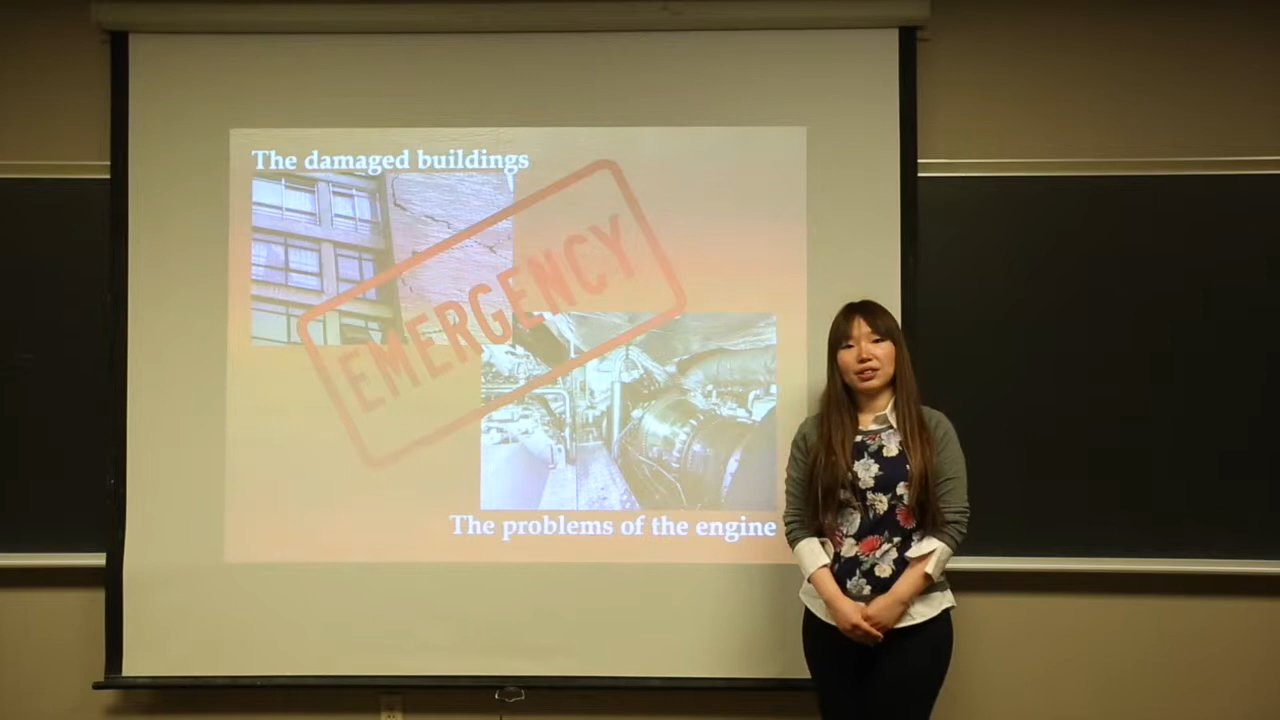 The damaged buildings
EMERGENCY
The problems of the engine